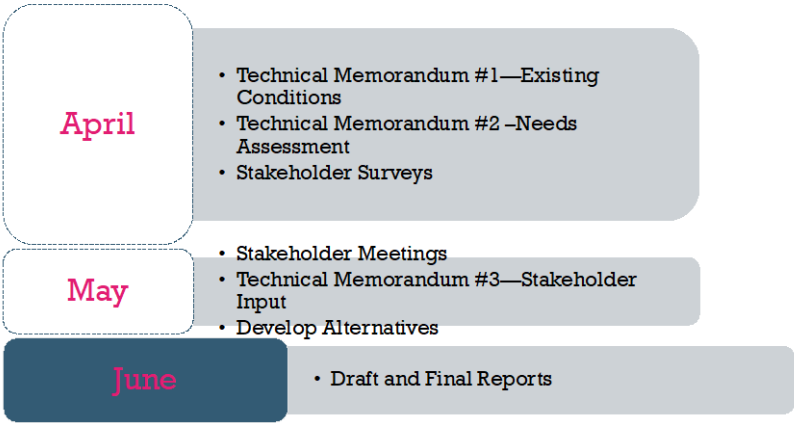 April
• Technical Memorandum #1—Existing
Conditions
• Technical Memorandum #2 –Needs
Assessment
• Stakeholder Surveys
May
• Stakeholder Meetings
• Technical Memorandum #3—Stakeholder
Input
• Develop Alternatives
June
• Draft and Final Reports